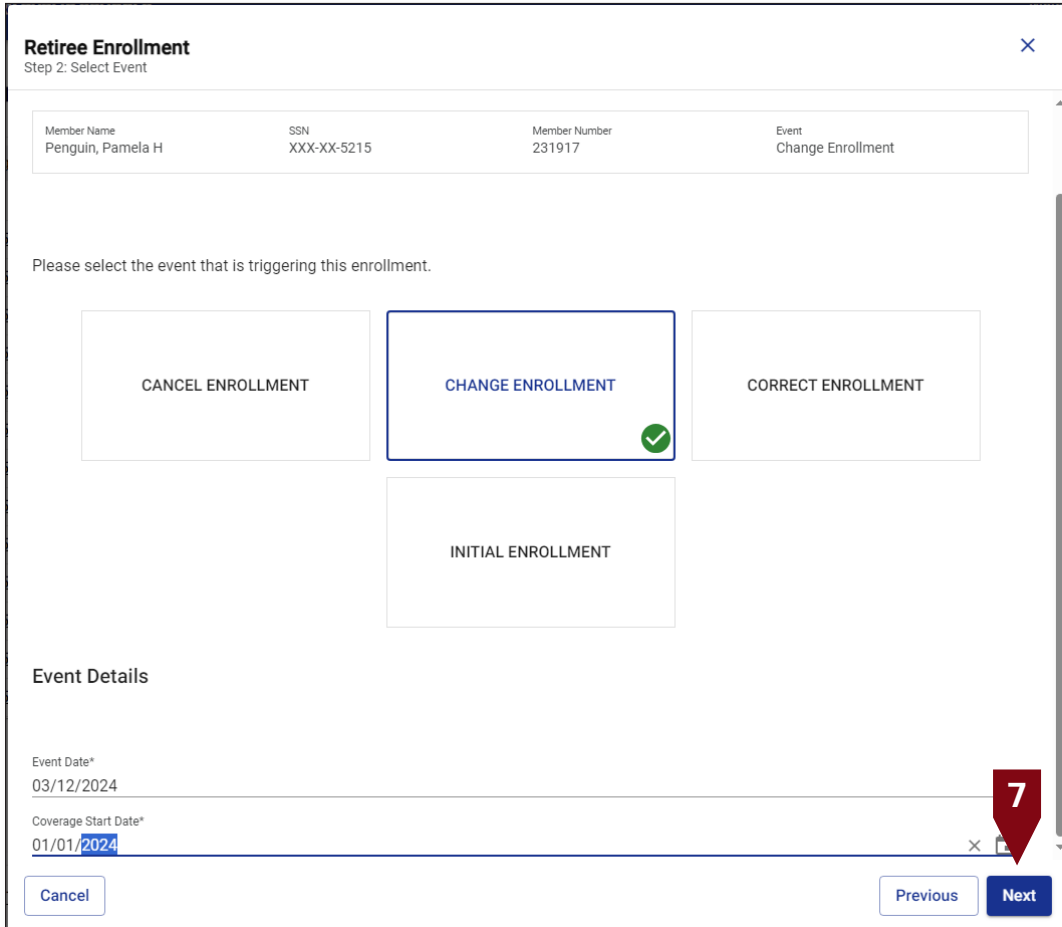 Retiree Enrollment
Step 2: Select Event
Member Name SSN Member Number Event
Penguin, Pamela H XXX-XX-5215 231917 Change Enrollment
Please select the event that is triggering this enrollment.
CANCEL ENROLLMENT CHANGE ENROLLMENT CORRECT ENROLLMENT
INITIAL ENROLLMENT
Event Details
Event Date*
03/12/2024
7
Coverage Start Date*
01/01/2024
Cancel Previous Next